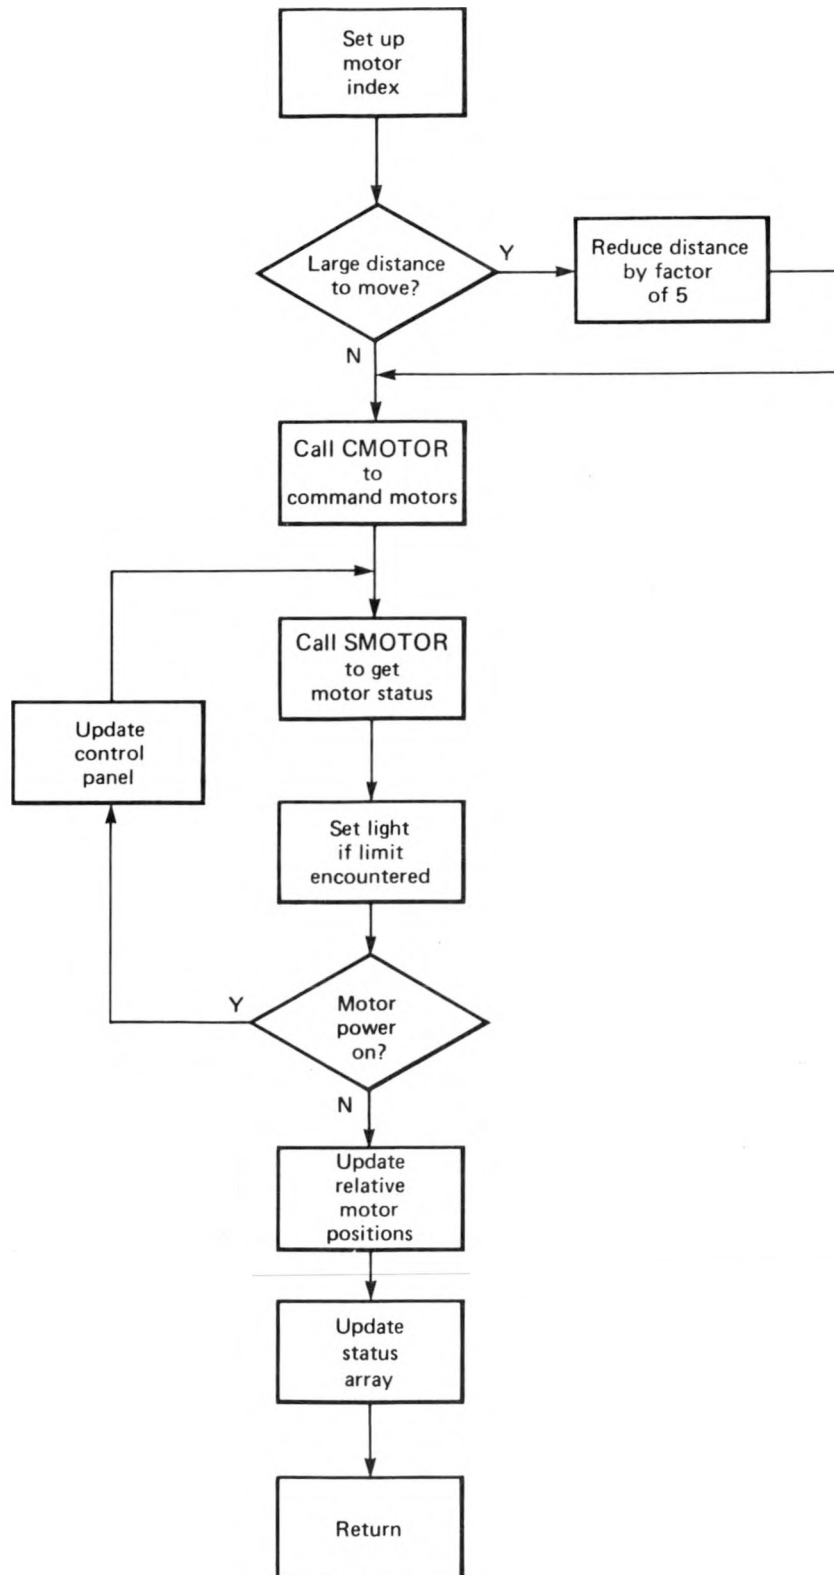 Set up
motor
index
Large distance
to move?
Y
Reduce distance
by factor
of 5
N
Call CMOTOR
to
command motors
Call SMOTOR
to get
motor status
Update
control
panel
Set light
if limit
encountered
Y
Motor
power
on?
N
Update
relative
motor
positions
Update
status
array
Return